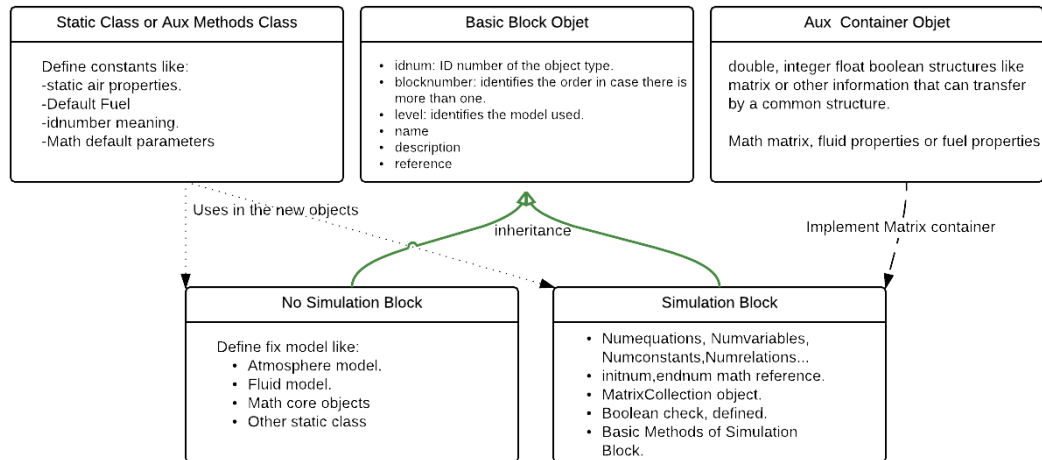 Static Class or Aux Methods Class
Define constants like:
-static air properties.
-Default Fuel
-idnumber meaning.
-Math default parameters
Basic Block Objet
• idnum: ID number of the object type.
• blocknumber: identifies the order in case there is
more than one.
• level: identifies the model used.
• name
• description
• reference
Aux Container Objet
double, integer float boolean structures like
matrix or other information that can transfer
by a common structure.
Math matrix, fluid properties or fuel properties
Uses in the new objects
inheritance
Implement Matrix container
No Simulation Block
Define fix model like:
• Atmosphere model.
• Fluid model.
• Math core objects
• Other static class
Simulation Block
• Numequations, Numvariables,
Numconstants,Numrelations...
• initnum,endnum math reference.
• MatrixCollection object.
• Boolean check, defined.
• Basic Methods of Simulation
Block.